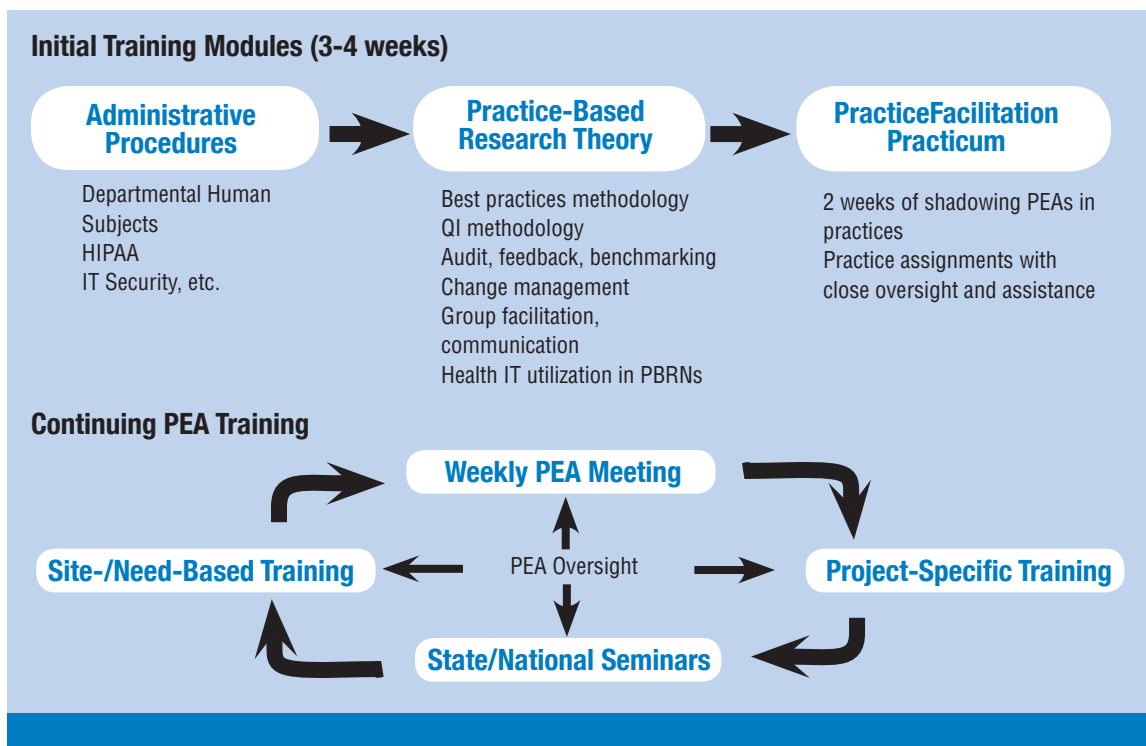 Initial Training Modules (3-4 weeks)
Administrative
Procedures
Departmental Human
Subjects
HIPAA
IT Security, etc.
Practice-Based
Research Theory
Best practices methodology
QI methodology
Audit, feedback, benchmarking
Change management
Group facilitation,
communication
Health IT utilization in PBRNs
PracticeFacilitation
Practicum
2 weeks of shadowing PEAs in
practices
Practice assignments with
close oversight and assistance
Continuing PEA Training
Weekly PEA Meeting
Site-/Need-Based Training
PEA Oversight
Project-Specific Training
State/National Seminars